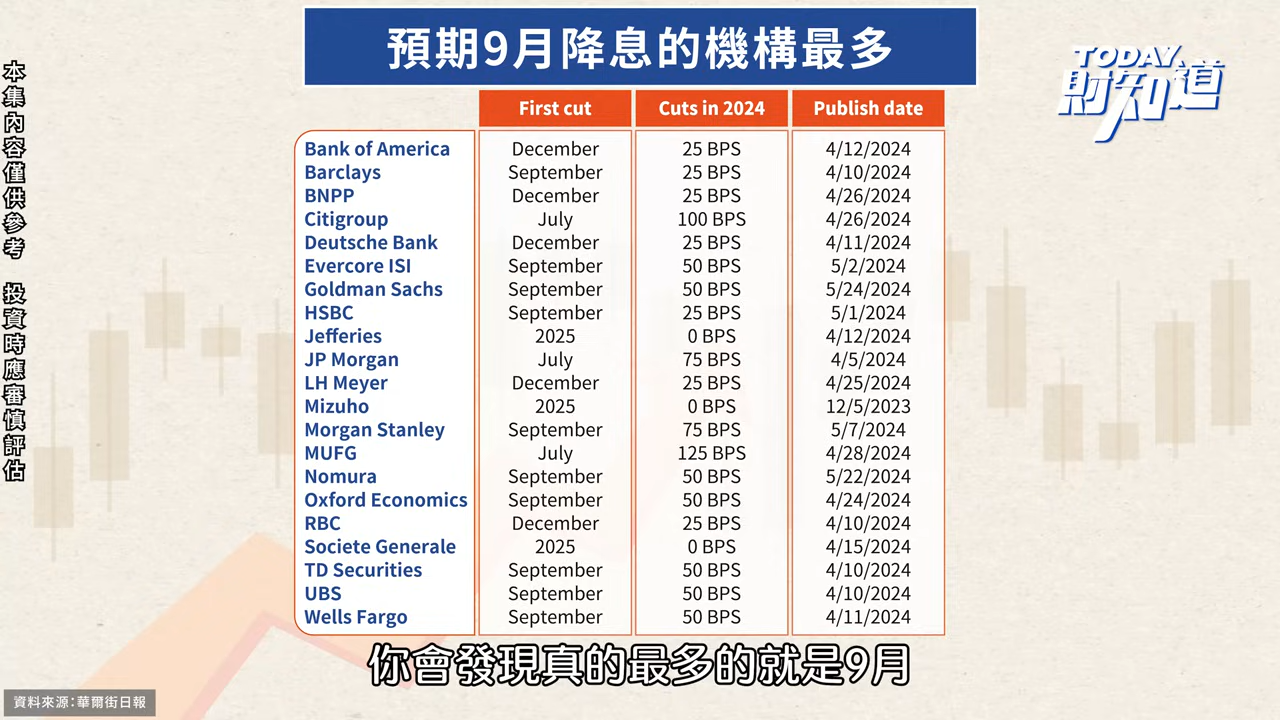 預期9月降息的機構最多
TODAY
財知道
本集內容僅供參考 投資時應審慎評估
First cut Cuts in 2024 Publish date
Bank of America December 25 BPS 4/12/2024
Barclays September 25 BPS 4/10/2024
BNPP December 25 BPS 4/26/2024
Citigroup July 100 BPS 4/26/2024
Deutsche Bank December 25 BPS 4/11/2024
Evercore ISI September 50 BPS 5/2/2024
Goldman Sachs September 50 BPS 5/24/2024
HSBC September 25 BPS 5/1/2024
Jefferies 2025 0 BPS 4/12/2024
JP Morgan July 75 BPS 4/5/2024
LH Meyer December 25 BPS 4/25/2024
Mizuho 2025 0 BPS 12/5/2023
Morgan Stanley September 75 BPS 5/7/2024
MUFG July 125 BPS 4/28/2024
Nomura September 50 BPS 5/22/2024
Oxford Economics September 50 BPS 4/24/2024
RBC December 25 BPS 4/10/2024
Societe Generale 2025 0 BPS 4/15/2024
TD Securities September 50 BPS 4/10/2024
UBS September 50 BPS 4/10/2024
Wells Fargo September 50 BPS 4/11/2024
你會發現真的最多的就是9月
資料來源:華爾街日報